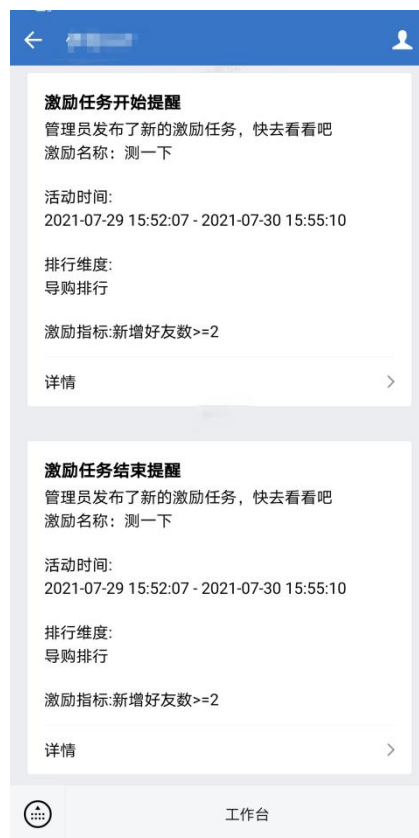 激励任务开始提醒
管理员发布了新的激励任务，快去看看吧
激励名称：测一下
活动时间:
2021-07-29 15:52:07 - 2021-07-30 15:55:10
排行维度:
导购排行
激励指标:新增好友数>=2
详情
激励任务结束提醒
管理员发布了新的激励任务，快去看看吧
激励名称：测一下
活动时间:
2021-07-29 15:52:07 - 2021-07-30 15:55:10
排行维度:
导购排行
激励指标:新增好友数>=2
详情
工作台